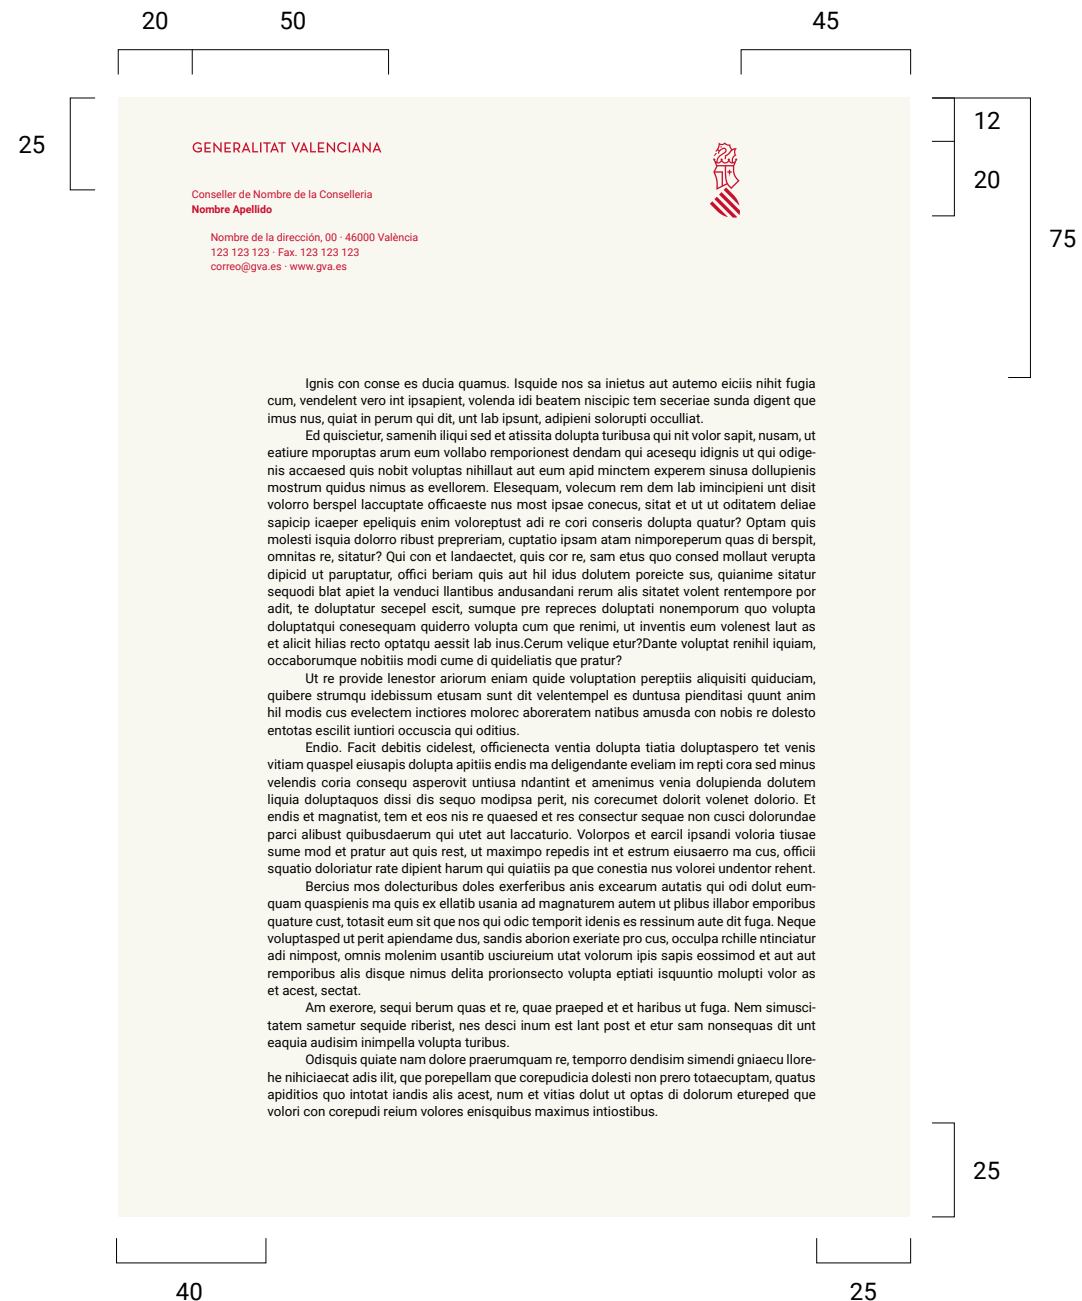 20
50
45
25
12
20
75
GENERALITAT VALENCIANA
Conseller de Nombre de la Conselleria
Nombre Apellido
Nombre de la dirección, 00 · 46000 València
123 123 123 · Fax. 123 123 123
correo@gva.es · www.gva.es
Ignis con conse es ducia quamus. Isquide nos sa inietus aut autemo eiciis nihit fugia
cum, vendelent vero int ipsapient, volenda idi beatem niscipic tem seceriae sunda digent que
imus nus, quiat in perum qui dit, unt lab ipsunt, adipieni solorupti occulliat.
Ed quiscietur, samenih iliqui sed et atissita dolupta turibusa qui nit volor sapit, nusam, ut
eatiure mporuptas arum eum vollabo remporionest dendam qui acesequ idignis ut qui odige-
nis accaesed quis nobit voluptas nihillaut aut eum apid minctem experem sinusa dollupienis
mostrum quidus nimus as evellorem. Elesequam, volecum rem dem lab imincipieni unt disit
volorro berspel laccuptate officaeste nus most ipsae conecus, sitat et ut ut oditatem deliae
sapicip icaeper epeliquis enim voloreptust adi re cori conseris dolupta quatur? Optam quis
molesti isquia dolorro ribust prepreriam, cuptatio ipsam atam nimporeperum quas di berspit,
omnitas re, sitatur? Qui con et landaectet, quis cor re, sam etus quo consed mollaut verupta
dipicid ut paruptatur, offici beriam quis aut hil idus dolutem poreicte sus, quianime sitatur
sequodi blat apiet la venduci llantibus andusandani rerum alis sitatet volent rentempore por
adit, te doluptatur secepel escit, sumque pre repreces doluptati nonemporum quo volupta
doluptatqui conesequam quiderro volupta cum que renimi, ut inventis eum volenest laut as
et alicit hilias recto optatqu aessit lab inus.Cerum velique etur?Dante voluptat renihil iquiam,
occaborumque nobitiis modi cume di quideliatis que pratur?
Ut re provide lenestor ariorum eniam quide voluptation pereptiis aliquisiti quiduciam,
quibere strumqu idebissum etusam sunt dit velentempel es duntusa pienditasi quunt anim
hil modis cus evelectem inctiores molorec aboreratem natibus amusda con nobis re dolesto
entotas escilit iuntiori occuscia qui oditius.
Endio. Facit debitis cidelest, officienecta ventia dolupta tiatia doluptaspero tet venis
vitiam quaspel eiusapis dolupta apitiis endis ma deligendante eveliam im repti cora sed minus
velendis coria consequ asperovit untiusa ndantint et amenimus venia dolupienda dolutem
liquia doluptaquos dissi dis sequo modipsa perit, nis corecumet dolorit volenet dolorio. Et
endis et magnatist, tem et eos nis re quaesed et res consectur sequae non cusci dolorundae
parci alibust quibusdaerum qui utet aut laccaturio. Volorpos et earcil ipsandi voloria tiusae
sume mod et pratur aut quis rest, ut maximpo repedis int et estrum eiusaerro ma cus, officii
squatio doloriatur rate dipient harum qui quiatiis pa que conestia nus volorei undentor rehent.
Bercius mos dolecturibus doles exerferibus anis excearum autatis qui odi dolut eum-
quam quaspienis ma quis ex ellatib usania ad magnaturem autem ut plibus illabor emporibus
quature cust, totasit eum sit que nos qui odic temporit idenis es ressinum aute dit fuga. Neque
voluptasped ut perit apiendame dus, sandis aborion exeriate pro cus, occulpa rchille ntinciatur
adi nimpost, omnis molenim usantib usciureium utat volorum ipis sapis eossimod et aut aut
remporibus alis disque nimus delita prorionsecto volupta eptiati isquuntio molupti volor as
et acest, sectat.
Am exerore, sequi berum quas et re, quae praeped et et haribus ut fuga. Nem simusci-
tatem sametur sequide riberist, nes desci inum est lant post et etur sam nonsequas dit unt
eaquia audisim inimpella volupta turibus.
Odisquis quiate nam dolore praerumquam re, temporro dendisim simendi gniaecu llore-
he nihiciaecat adis ilit, que porepellam que corepudicia dolesti non prero totaecuptam, quatus
apiditios quo intotat iandis alis acest, num et vitias dolut ut optas di dolorum etureped que
volori con corepudi reium volores enisquibus maximus intiostibus.
25
40
25